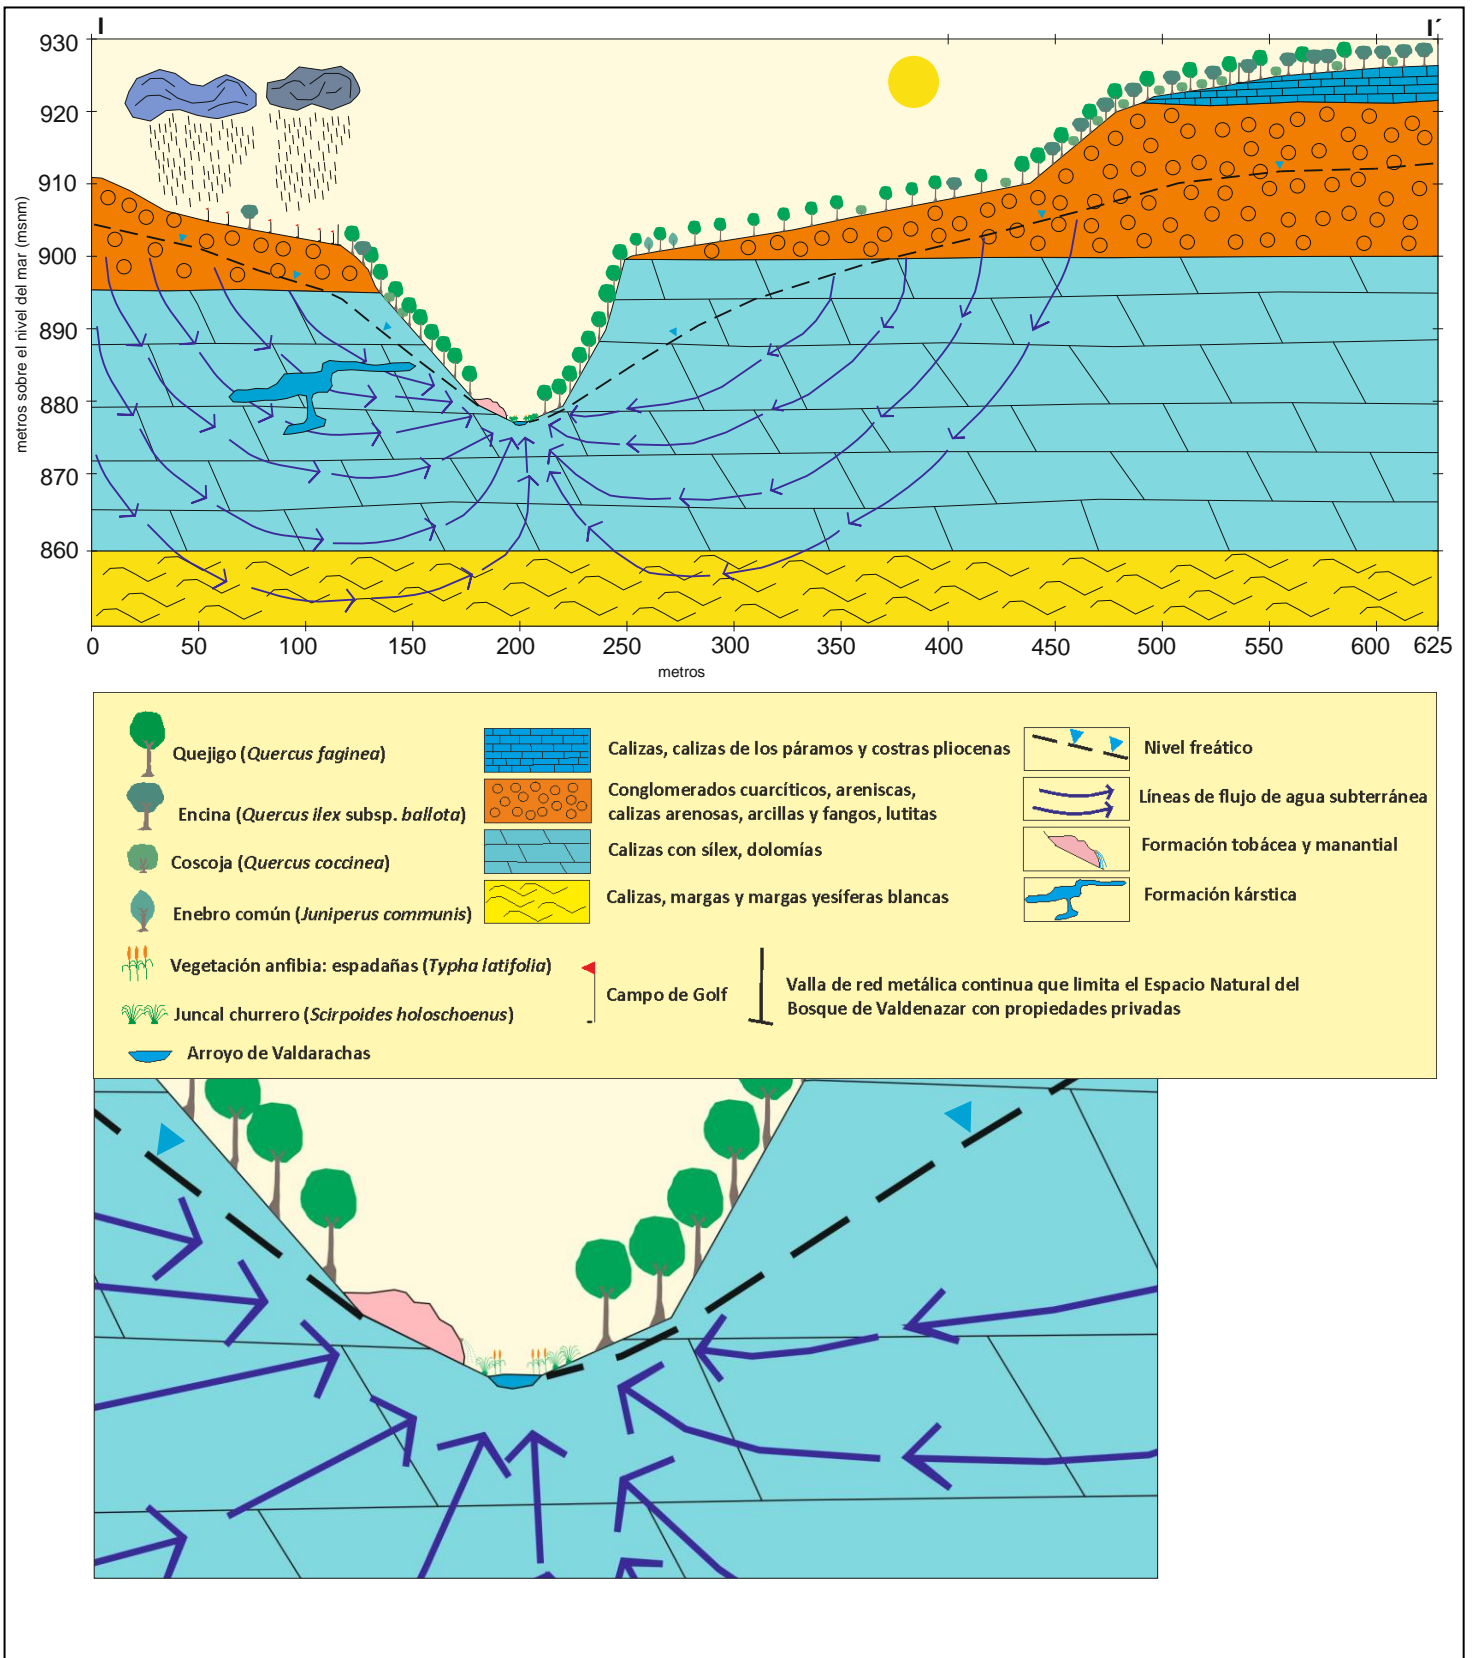 I
I´
930
920
910
900
890
880
870
860
metros sobre el nivel del mar (msnm)
0
50
100
150
200
250
300
350
400
450
500
550
600
625
metros
Quejigo (Quercus faginea)
Encina (Quercus ilex subsp. ballota)
Coscoja (Quercus coccinea)
Enebro común (Juniperus communis)
Vegetación anfibia: espadañas (Typha latifolia)
Juncal churrero (Scirpoides holoschoenus)
Arroyo de Valdarachas
Calizas, calizas de los páramos y costras pliocenas
Conglomerados cuarcíticos, areniscas,
calizas arenosas, arcillas y fangos, lutitas
Calizas con sílex, dolomías
Calizas, margas y margas yesíferas blancas
Campo de Golf
Nivel freático
Líneas de flujo de agua subterránea
Formación tobácea y manantial
Formación kárstica
Valla de red metálica continua que limita el Espacio Natural del
Bosque de Valdenazar con propiedades privadas